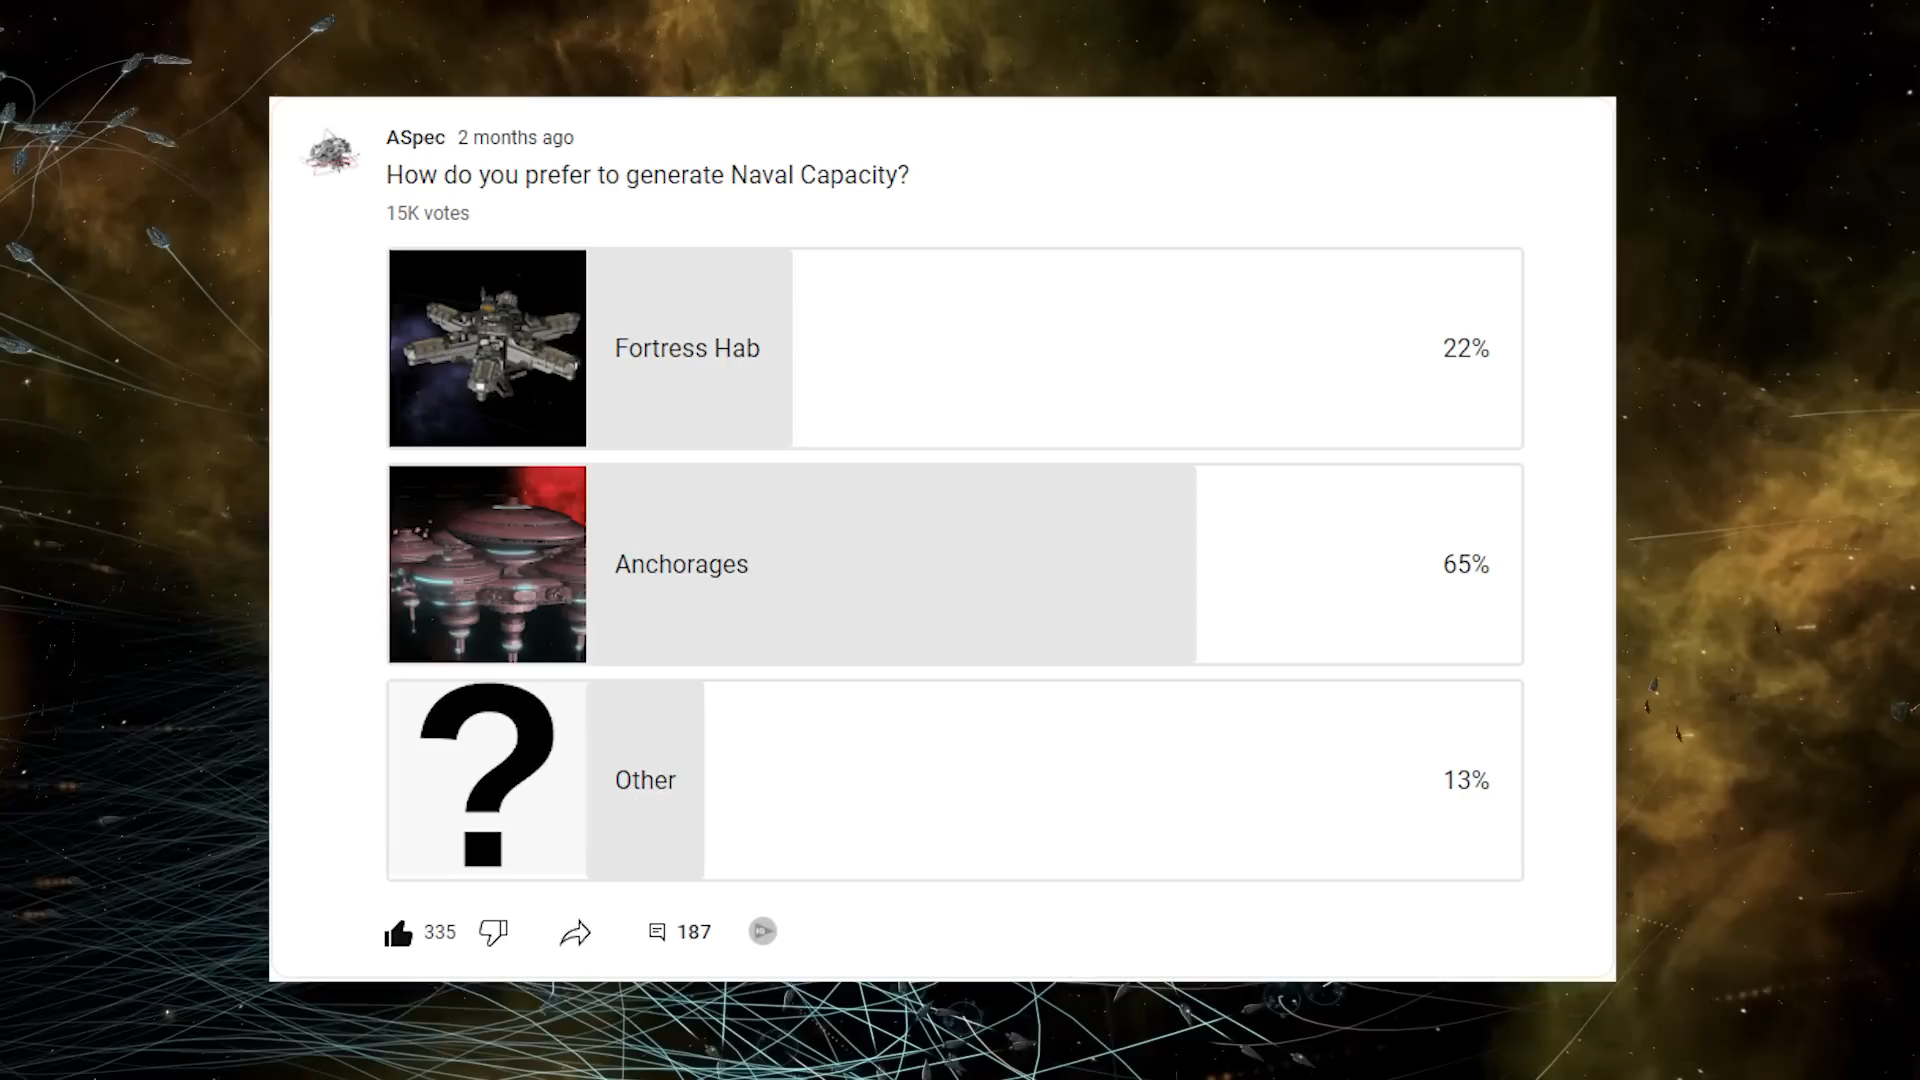 ASpec 2 months ago
How do you prefer to generate Naval Capacity?
15K votes
Fortress Hab 22%
Anchorages 65%
? Other 13%
335 187